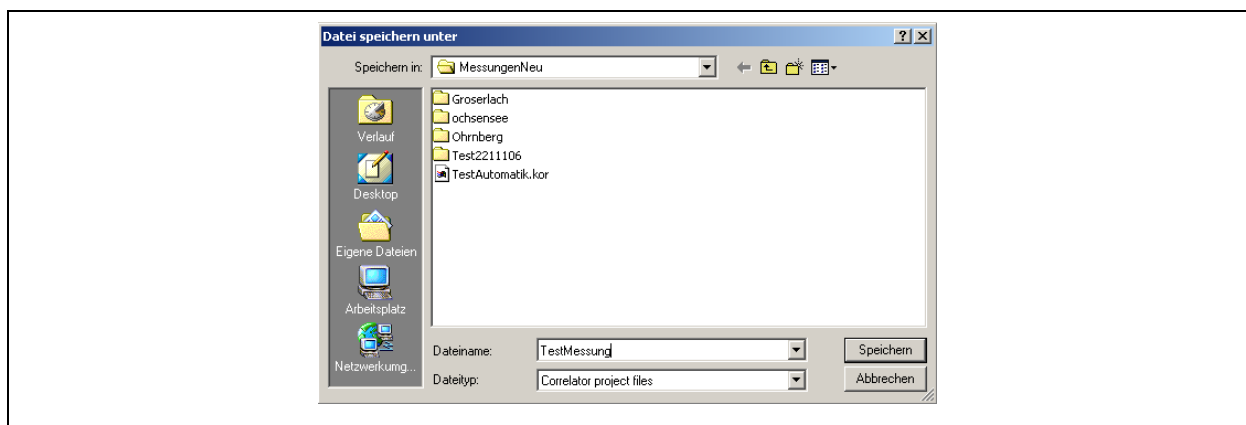 Datei speichern unter
Speichern in: MessungenNeu
Groserlach
ochsensee
Ohrnberg
Test2211106
TestAutomatik.kor
Verlauf
Desktop
Eigene Dateien
Arbeitsplatz
Netzwerkumg...
Dateiname: TestMessung
Speichern
Dateityp: Correlator project files
Abbrechen